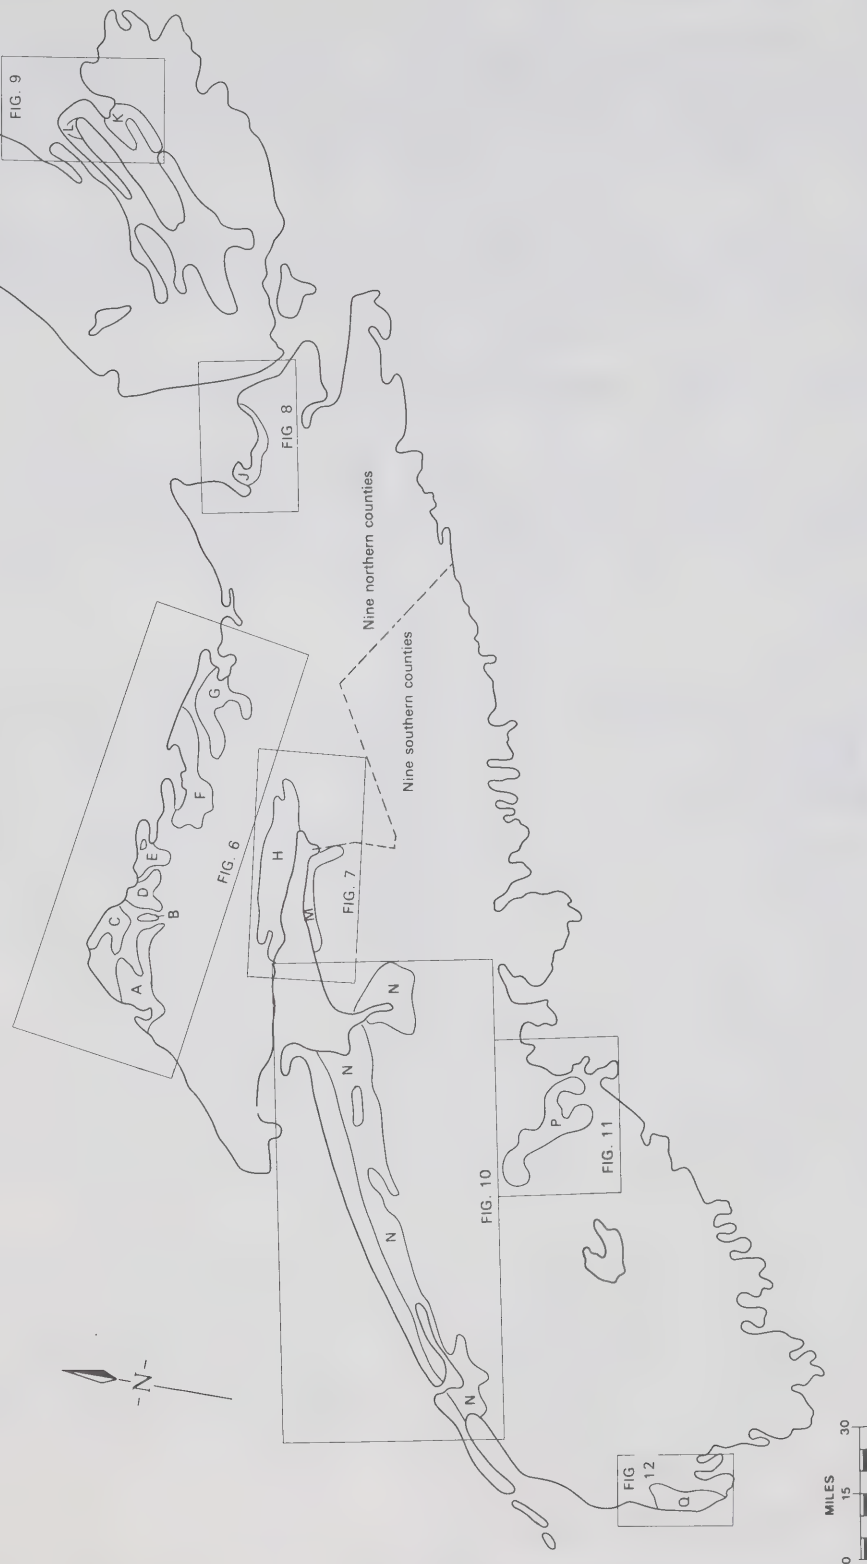 FIG. 9
L
K
FIG 8
J
Nine northern counties
Nine southern counties
G
F
E
D
C
B
A
FIG. 6
H
M
FIG. 7
N
N
N
N
FIG. 10
P
FIG. 11
FIG
12
Q
-N-
MILES
0 15 30